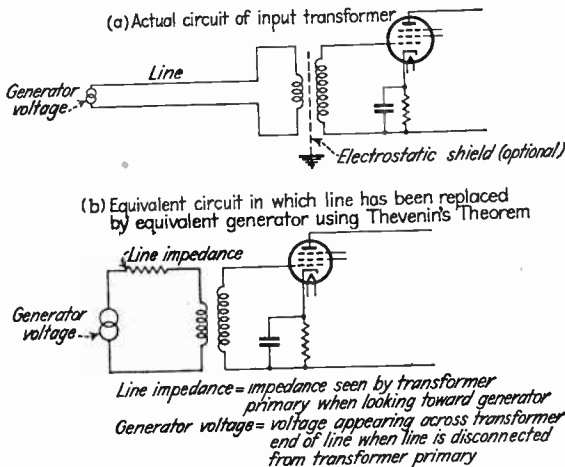 (a) Actual circuit of input transformer
Line
Generator
voltage
Electrostatic shield (optional)
(b) Equivalent circuit in which line has been replaced
by equivalent generator using Thevenin's Theorem
Line impedance
Generator
voltage
Line impedance = impedance seen by transformer
primary when looking toward generator
Generator voltage = voltage appearing across transformer
end of line when line is disconnected
from transformer primary